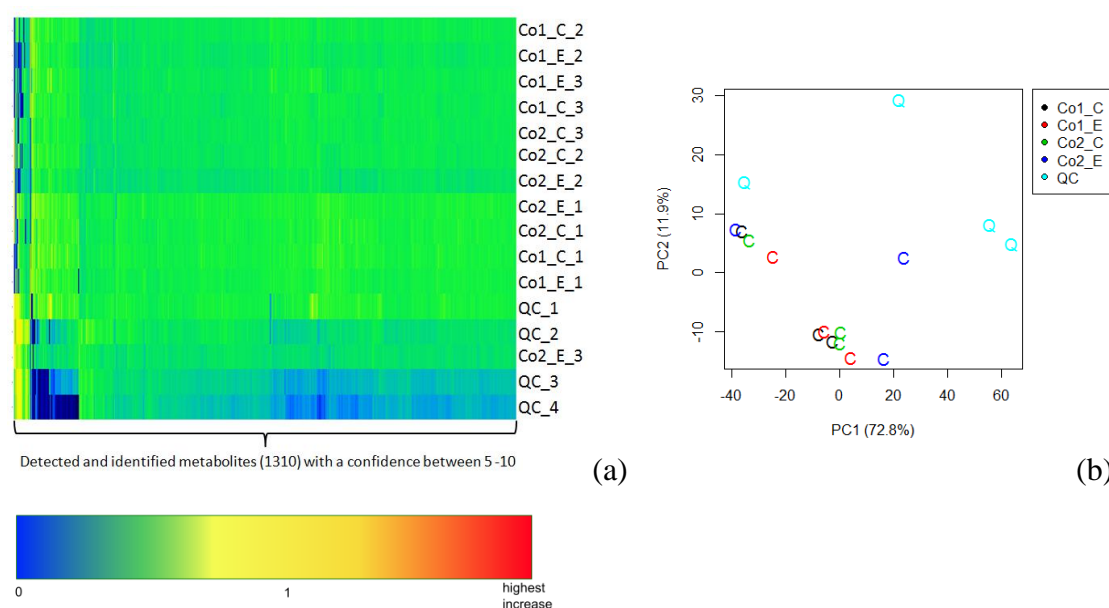 Co1_C_2
Co1_E_2
Co1_E_3
Co1_C_3
Co2_C_3
Co2_C_2
Co2_E_2
Co2_E_1
Co2_C_1
Co1_C_1
Co1_E_1
QC_1
QC_2
Co2_E_3
QC_3
QC_4
Detected and identified metabolites (1310) with a confidence between 5-10
(a)
0
1
highest
increase
PC2 (11.9%)
30
20
10
0
-10
C
C
C
C
C
C
C
C
C
C
C
C
Q
Q
Q
Q
-40
-20
0
20
40
60
PC1 (72.8%)
Co1_C
Co1_E
Co2_C
Co2_E
QC
(b)